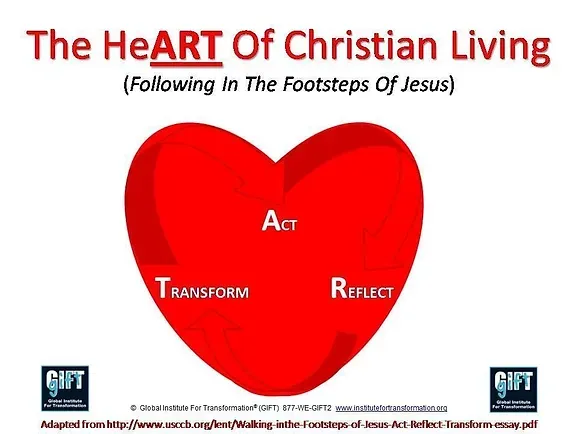 The HeART Of Christian Living
(Following In The Footsteps Of Jesus)
ACT
TRANSFORM
REFLECT
GIFT
Global Institute
For Transformation
GIFT
Global Institute
For Transformation
© Global Institute For Transformation® (GIFT) 877-WE-GIFT2 www.institutefortransformation.org
Adapted from http://www.usccb.org/lent/Walking-inthe-Footsteps-of-Jesus-Act-Reflect-Transform-essay.pdf